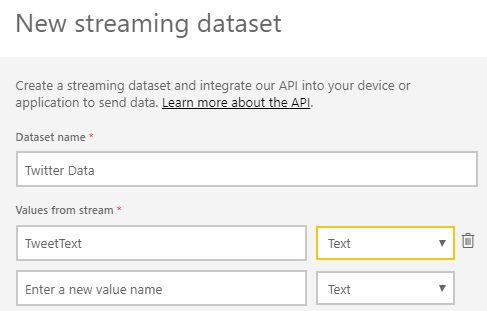 New streaming dataset
Create a streaming dataset and integrate our API into your device or
application to send data. Learn more about the API.
Dataset name *
Twitter Data
Values from stream *
TweetText Text
Enter a new value name Text